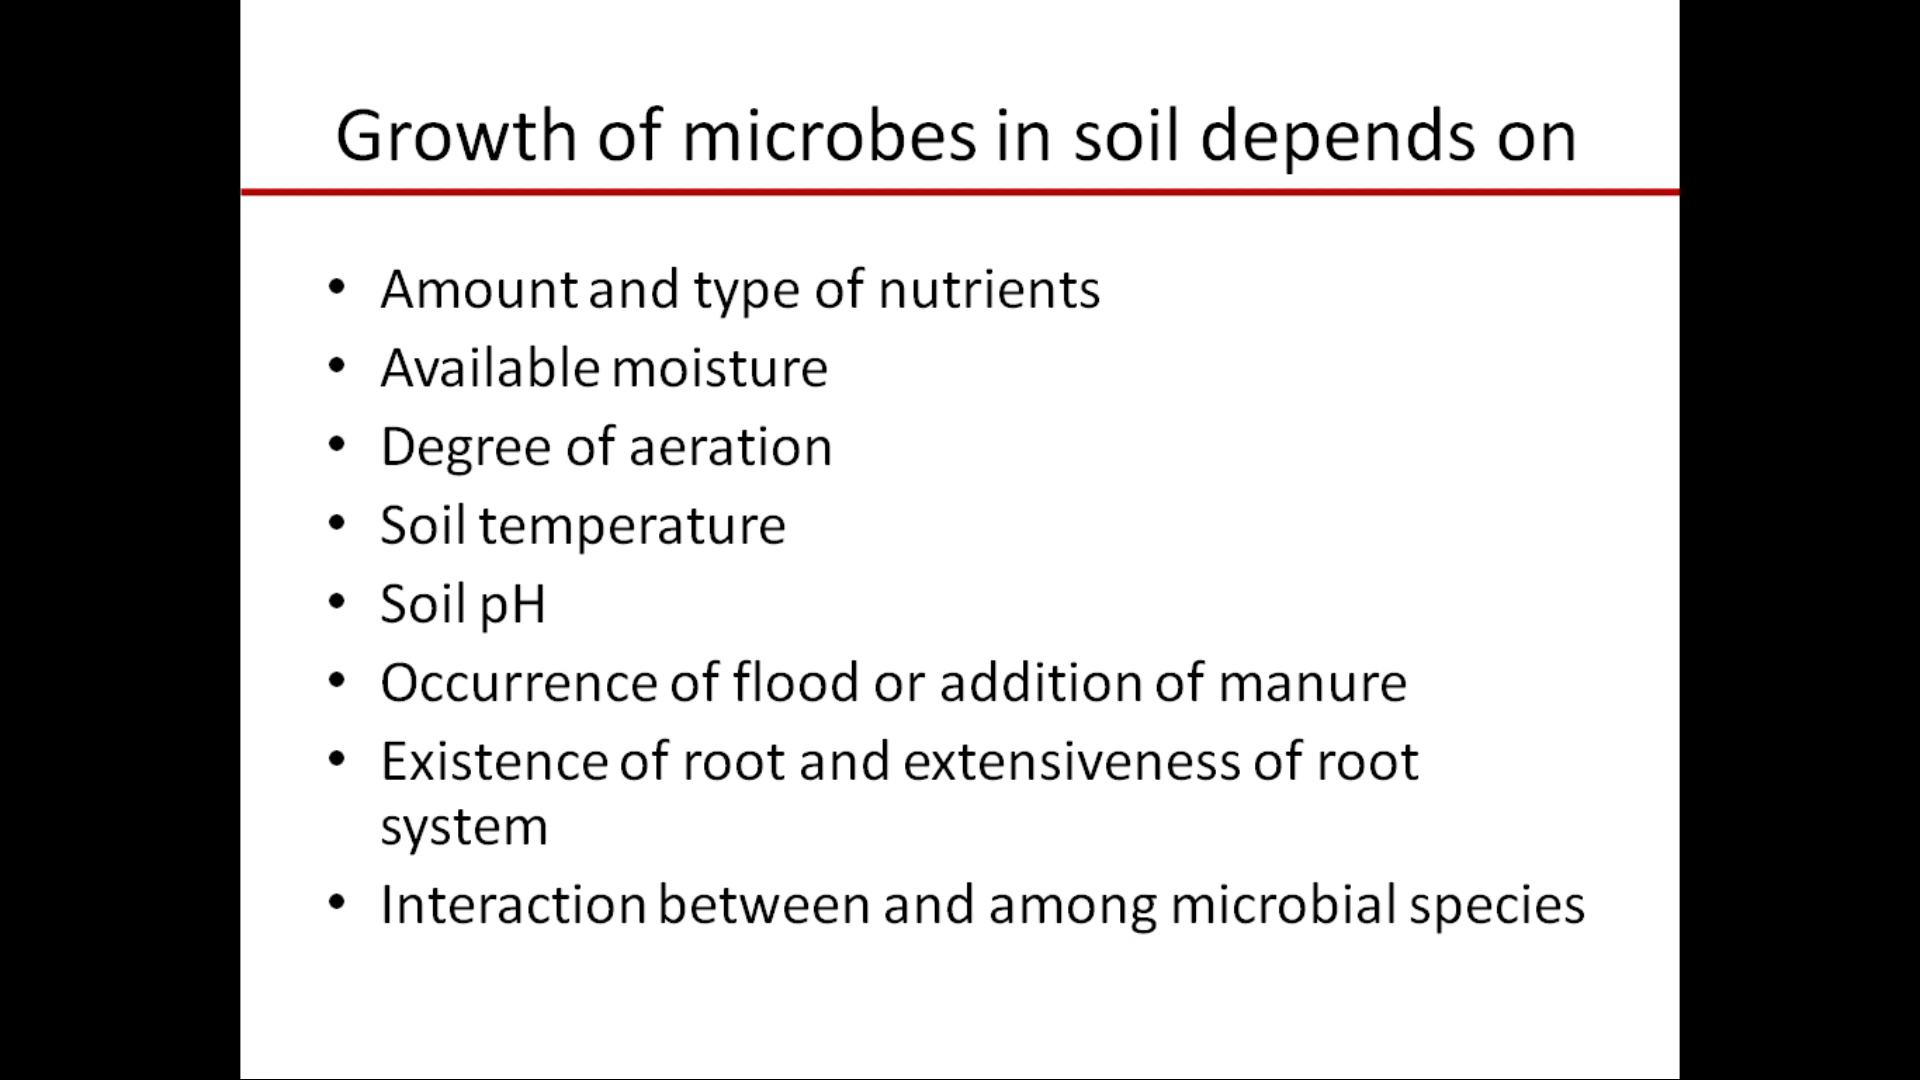 Growth of microbes in soil depends on
• Amount and type of nutrients
• Available moisture
• Degree of aeration
• Soil temperature
• Soil pH
• Occurrence of flood or addition of manure
• Existence of root and extensiveness of root
system
• Interaction between and among microbial species